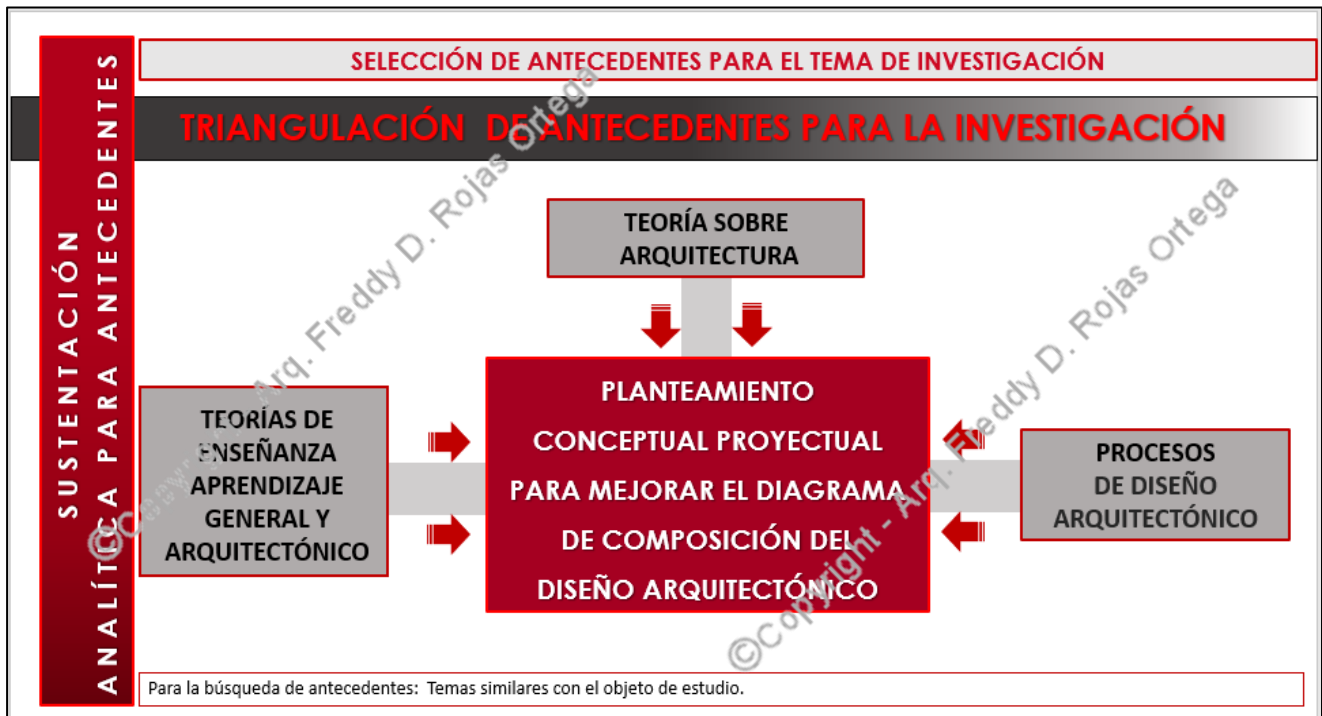 SUSTENTACIÓN
ANALÍTICA PARA ANTECEDENTES
SELECCIÓN DE ANTECEDENTES PARA EL TEMA DE INVESTIGACIÓN
TRIANGULACIÓN DE ANTECEDENTES PARA LA INVESTIGACIÓN
TEORÍA SOBRE
ARQUITECTURA
TEORÍAS DE
ENSEÑANZA
APRENDIZAJE
GENERAL Y
ARQUITECTÓNICO
PLANTEAMIENTO
CONCEPTUAL PROYECTUAL
PARA MEJORAR EL DIAGRAMA
DE COMPOSICIÓN DEL
DISEÑO ARQUITECTÓNICO
PROCESOS
DE DISEÑO
ARQUITECTÓNICO
Para la búsqueda de antecedentes: Temas similares con el objeto de estudio.
©Copyright - Arq. Freddy D. Rojas Ortega
©Copyright - Arq. Freddy D. Rojas Ortega